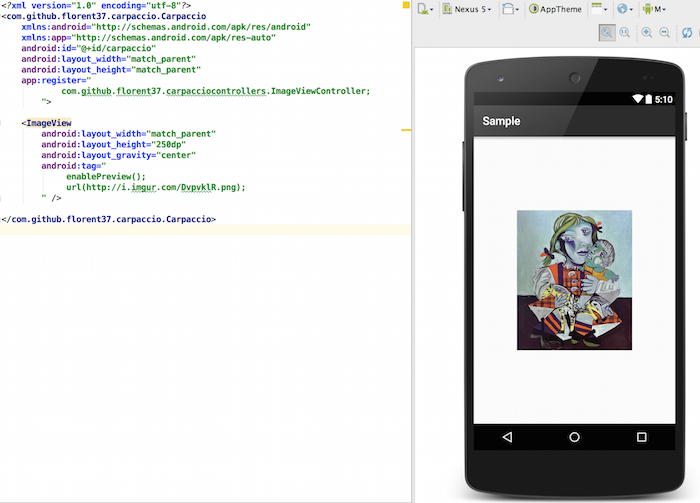 <?xml version="1.0" encoding="utf-8"?>
<com.github.florent37.carpaccio.Carpaccio
xmlns:android="http://schemas.android.com/apk/res/android"
xmlns:app="http://schemas.android.com/apk/res-auto"
android:id="@+id/carpaccio"
android:layout_width="match_parent"
android:layout_height="match_parent"
app:register="
com.github.florent37.carpacciocontrollers.ImageViewController;
">
<ImageView
android:layout_width="match_parent"
android:layout_height="250dp"
android:layout_gravity="center"
android:tag="
enablePreview();
url(http://i.imgur.com/DvpvklR.png);
" />
</com.github.florent37.carpaccio.Carpaccio>
Nexus 5
AppTheme
M
1:1
5:10
Sample